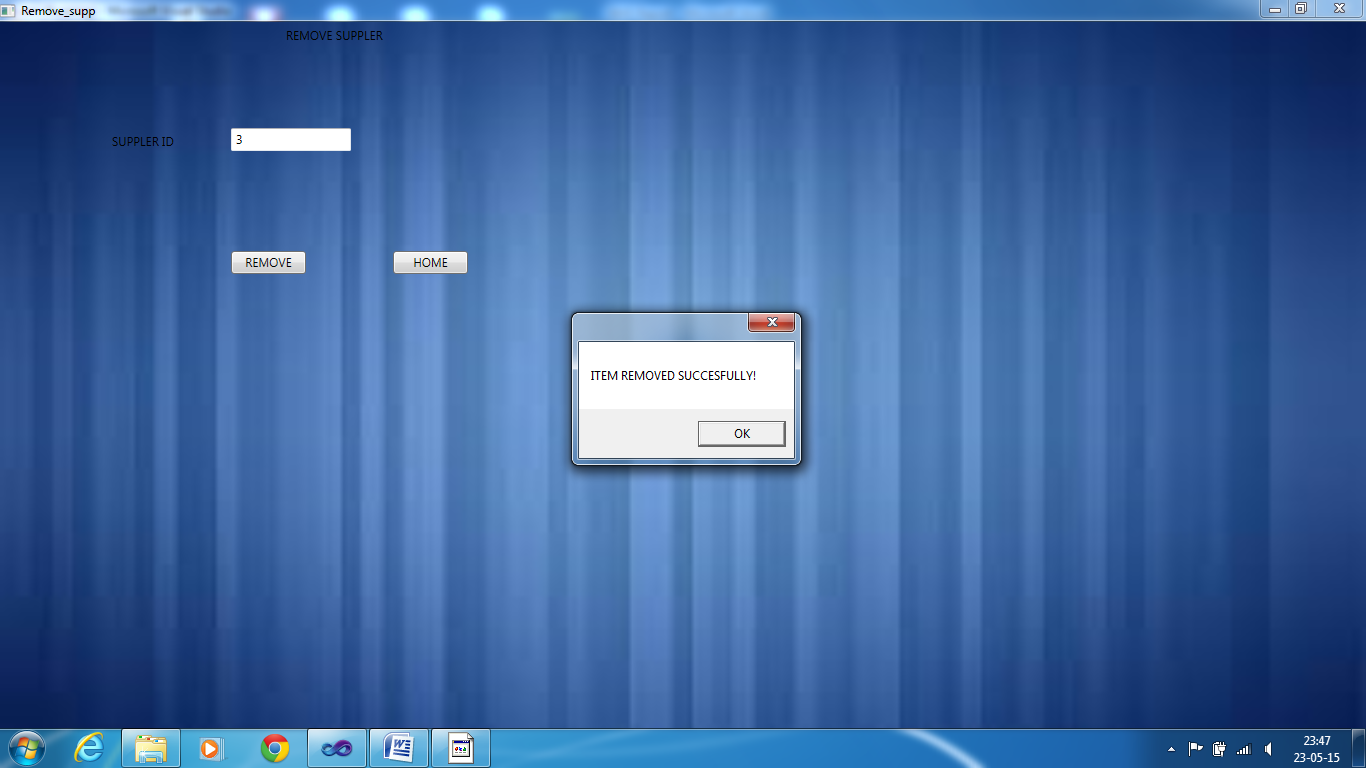 Remove_supp
REMOVE SUPPLER
SUPPLER ID
3
REMOVE
HOME
ITEM REMOVED SUCCESFULLY!
OK
23:47
23-05-15